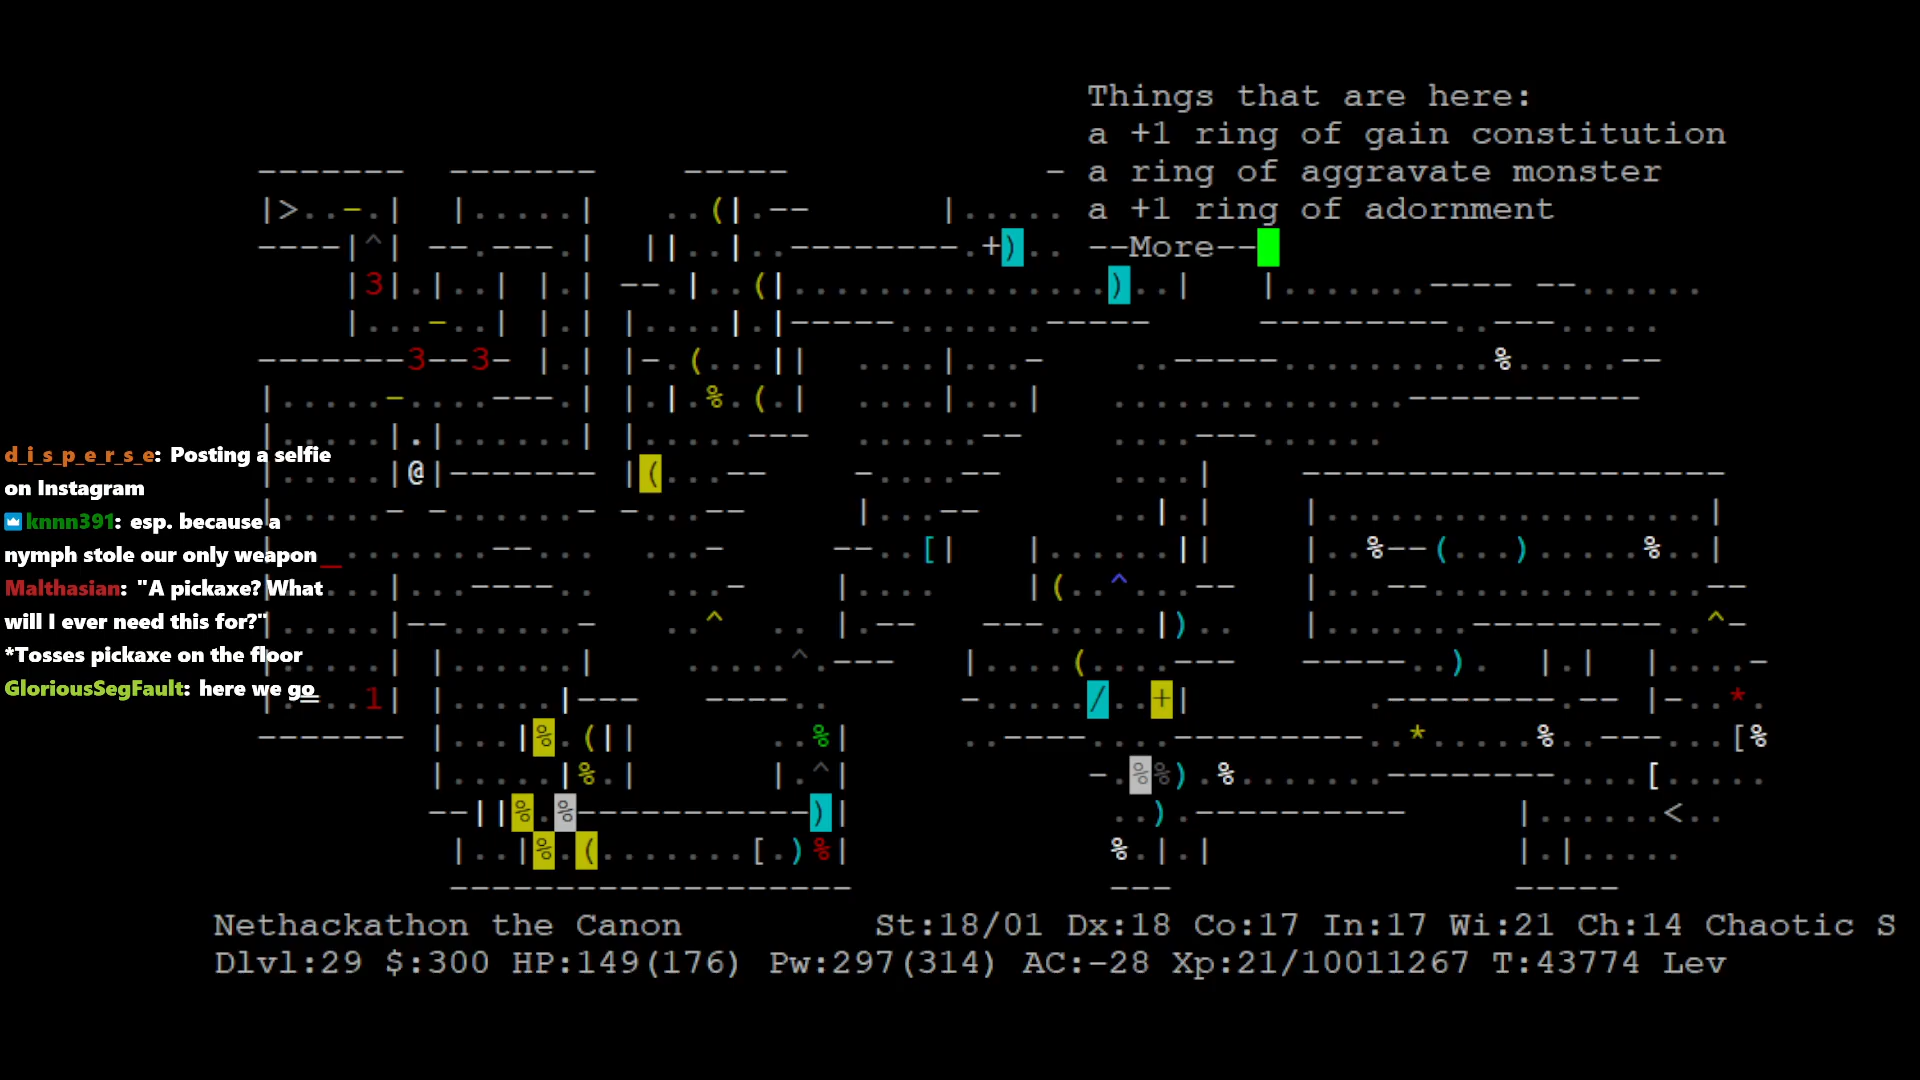 Things that are here:
a +1 ring of gain constitution
a ring of aggravate monster
a +1 ring of adornment
--More--
d_i_s_p_e_r_s_e: Posting a selfie
on Instagram
knnn391: esp. because a
nymph stole our only weapon
Malthasian: "A pickaxe? What
will I ever need this for?"
*Tosses pickaxe on the floor
GloriousSegFault: here we go
Nethackathon the Canon St:18/01 Dx:18 Co:17 In:17 Wi:21 Ch:14 Chaotic S
Dlvl:29 $:300 HP:149(176) Pw:297(314) AC:-28 Xp:21/10011267 T:43774 Lev